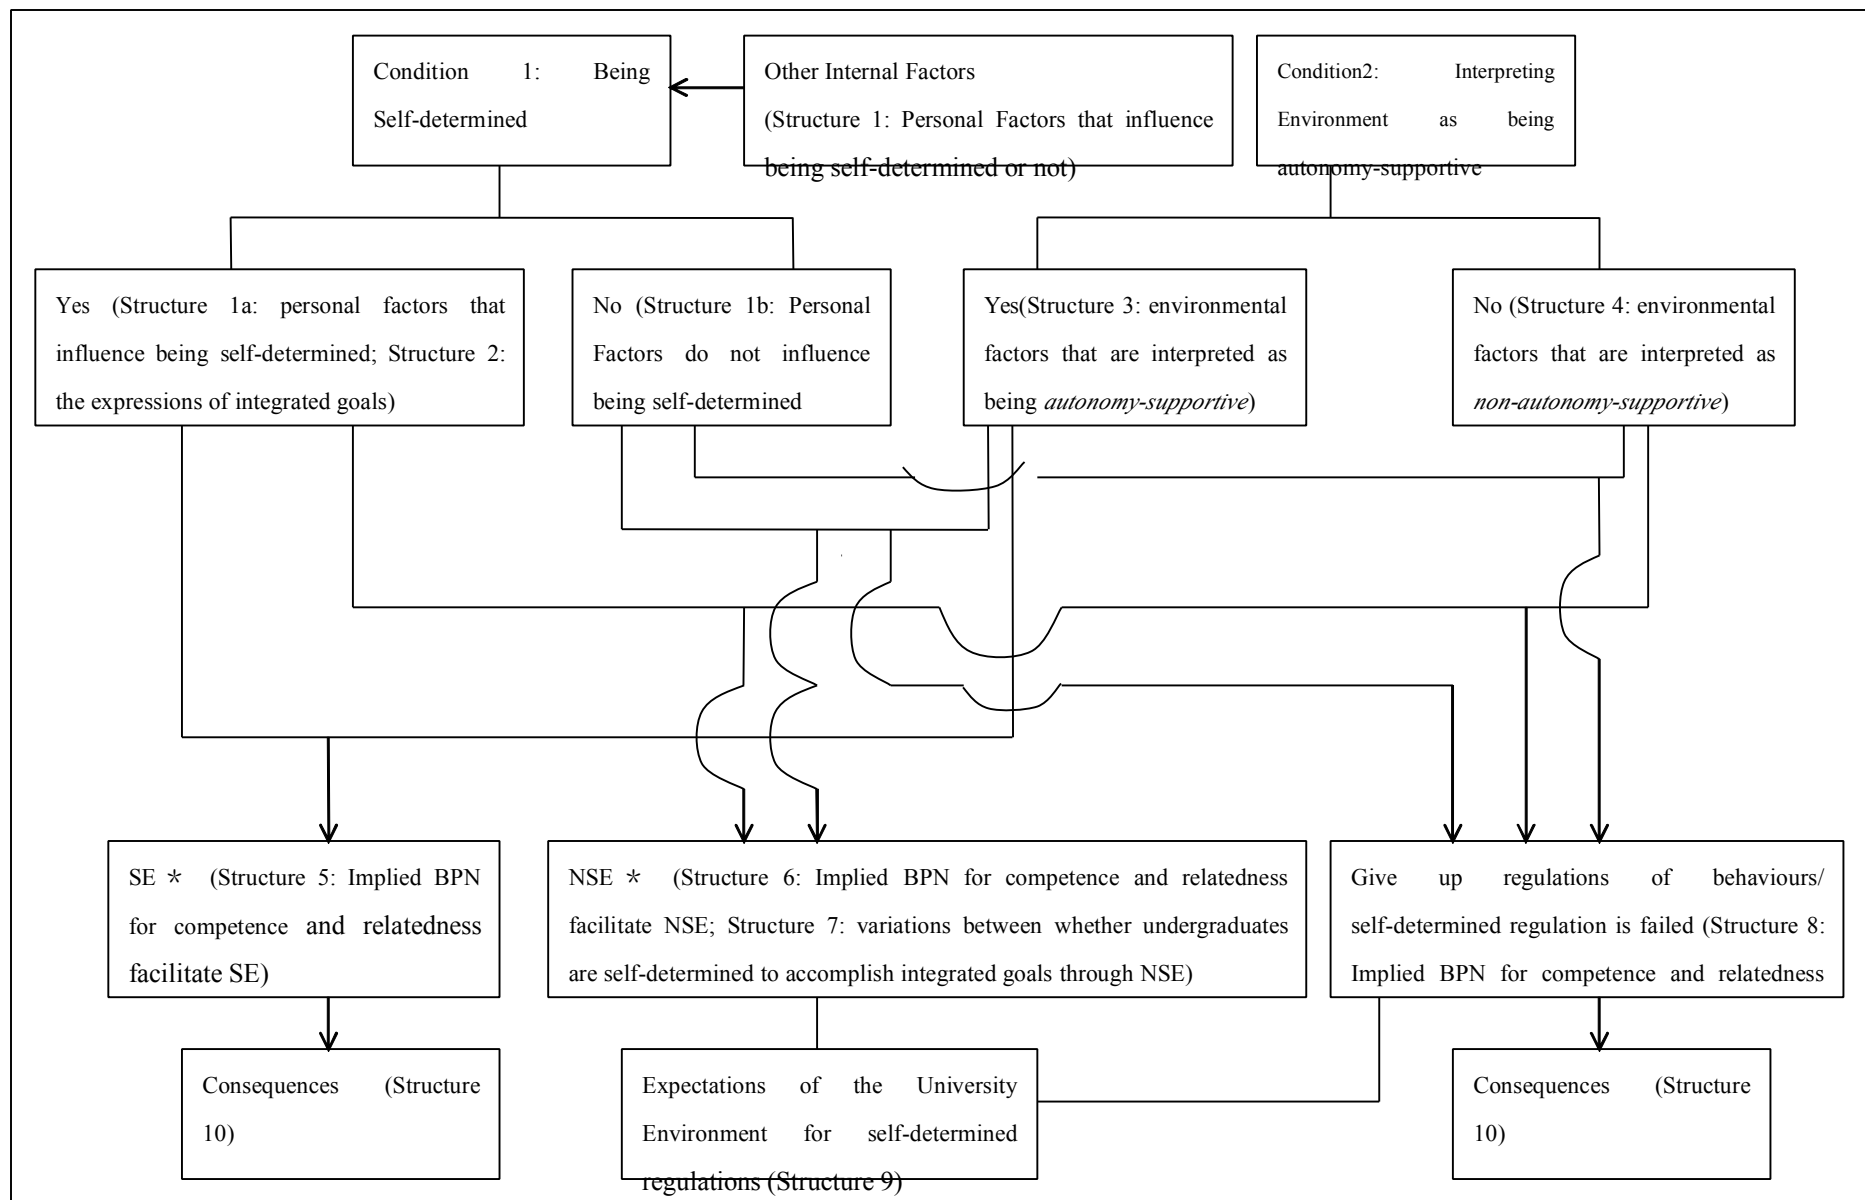 Condition 1: Being
Self-determined
Other Internal Factors
(Structure 1: Personal Factors that influence
being self-determined or not)
Condition2: Interpreting
Environment as being
autonomy-supportive
Yes (Structure 1a: personal factors that
influence being self-determined; Structure 2:
the expressions of integrated goals)
No (Structure 1b: Personal
Factors do not influence
being self-determined
Yes(Structure 3: environmental
factors that are interpreted as
being autonomy-supportive)
No (Structure 4: environmental
factors that are interpreted as
non-autonomy-supportive)
SE * (Structure 5: Implied BPN
for competence and relatedness
facilitate SE)
NSE * (Structure 6: Implied BPN for competence and relatedness
facilitate NSE; Structure 7: variations between whether undergraduates
are self-determined to accomplish integrated goals through NSE)
Give up regulations of behaviours/
self-determined regulation is failed (Structure 8:
Implied BPN for competence and relatedness
Consequences (Structure
10)
Expectations of the University
Environment for self-determined
regulations (Structure 9)
Consequences (Structure
10)